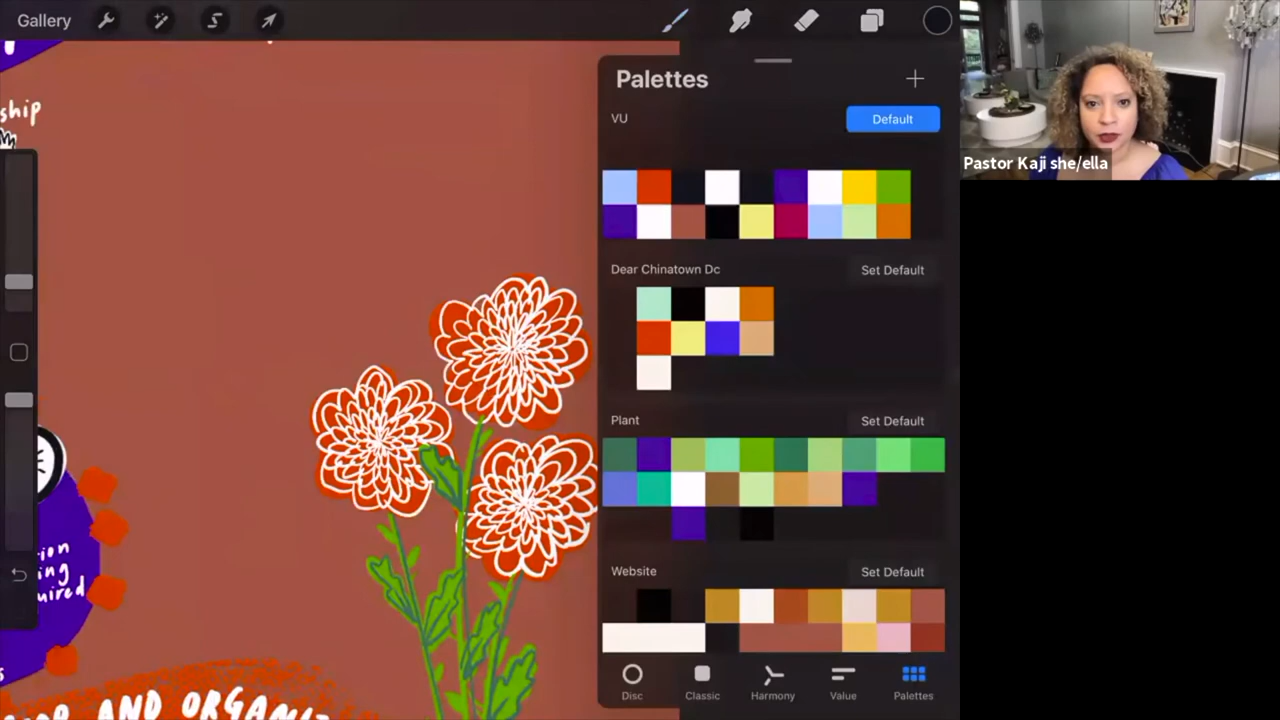 Gallery
ship
Palettes
VU
Default
Dear Chinatown Dc
Set Default
Plant
Set Default
Website
Set Default
Disc
Classic
Harmony
Value
Palettes
Pastor Kaji she/ella
AND